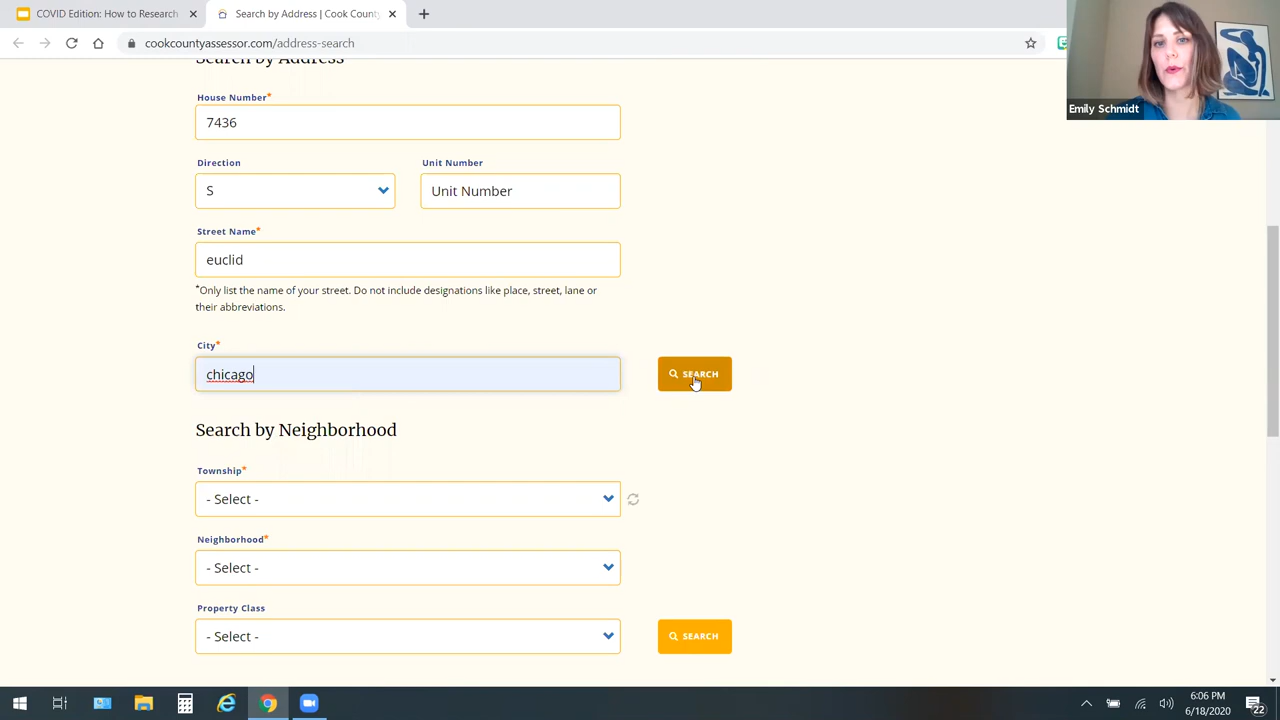 COVID Edition: How to Research
Search by Address | Cook County
cookcountyassessor.com/address-search
Search by Address
House Number*
7436
Direction
Unit Number
S
Unit Number
Street Name*
euclid
*Only list the name of your street. Do not include designations like place, street, lane or
their abbreviations.
City*
chicago
SEARCH
Search by Neighborhood
Township*
- Select -
Neighborhood*
- Select -
Property Class
- Select -
SEARCH
Emily Schmidt
6:06 PM
6/18/2020
22